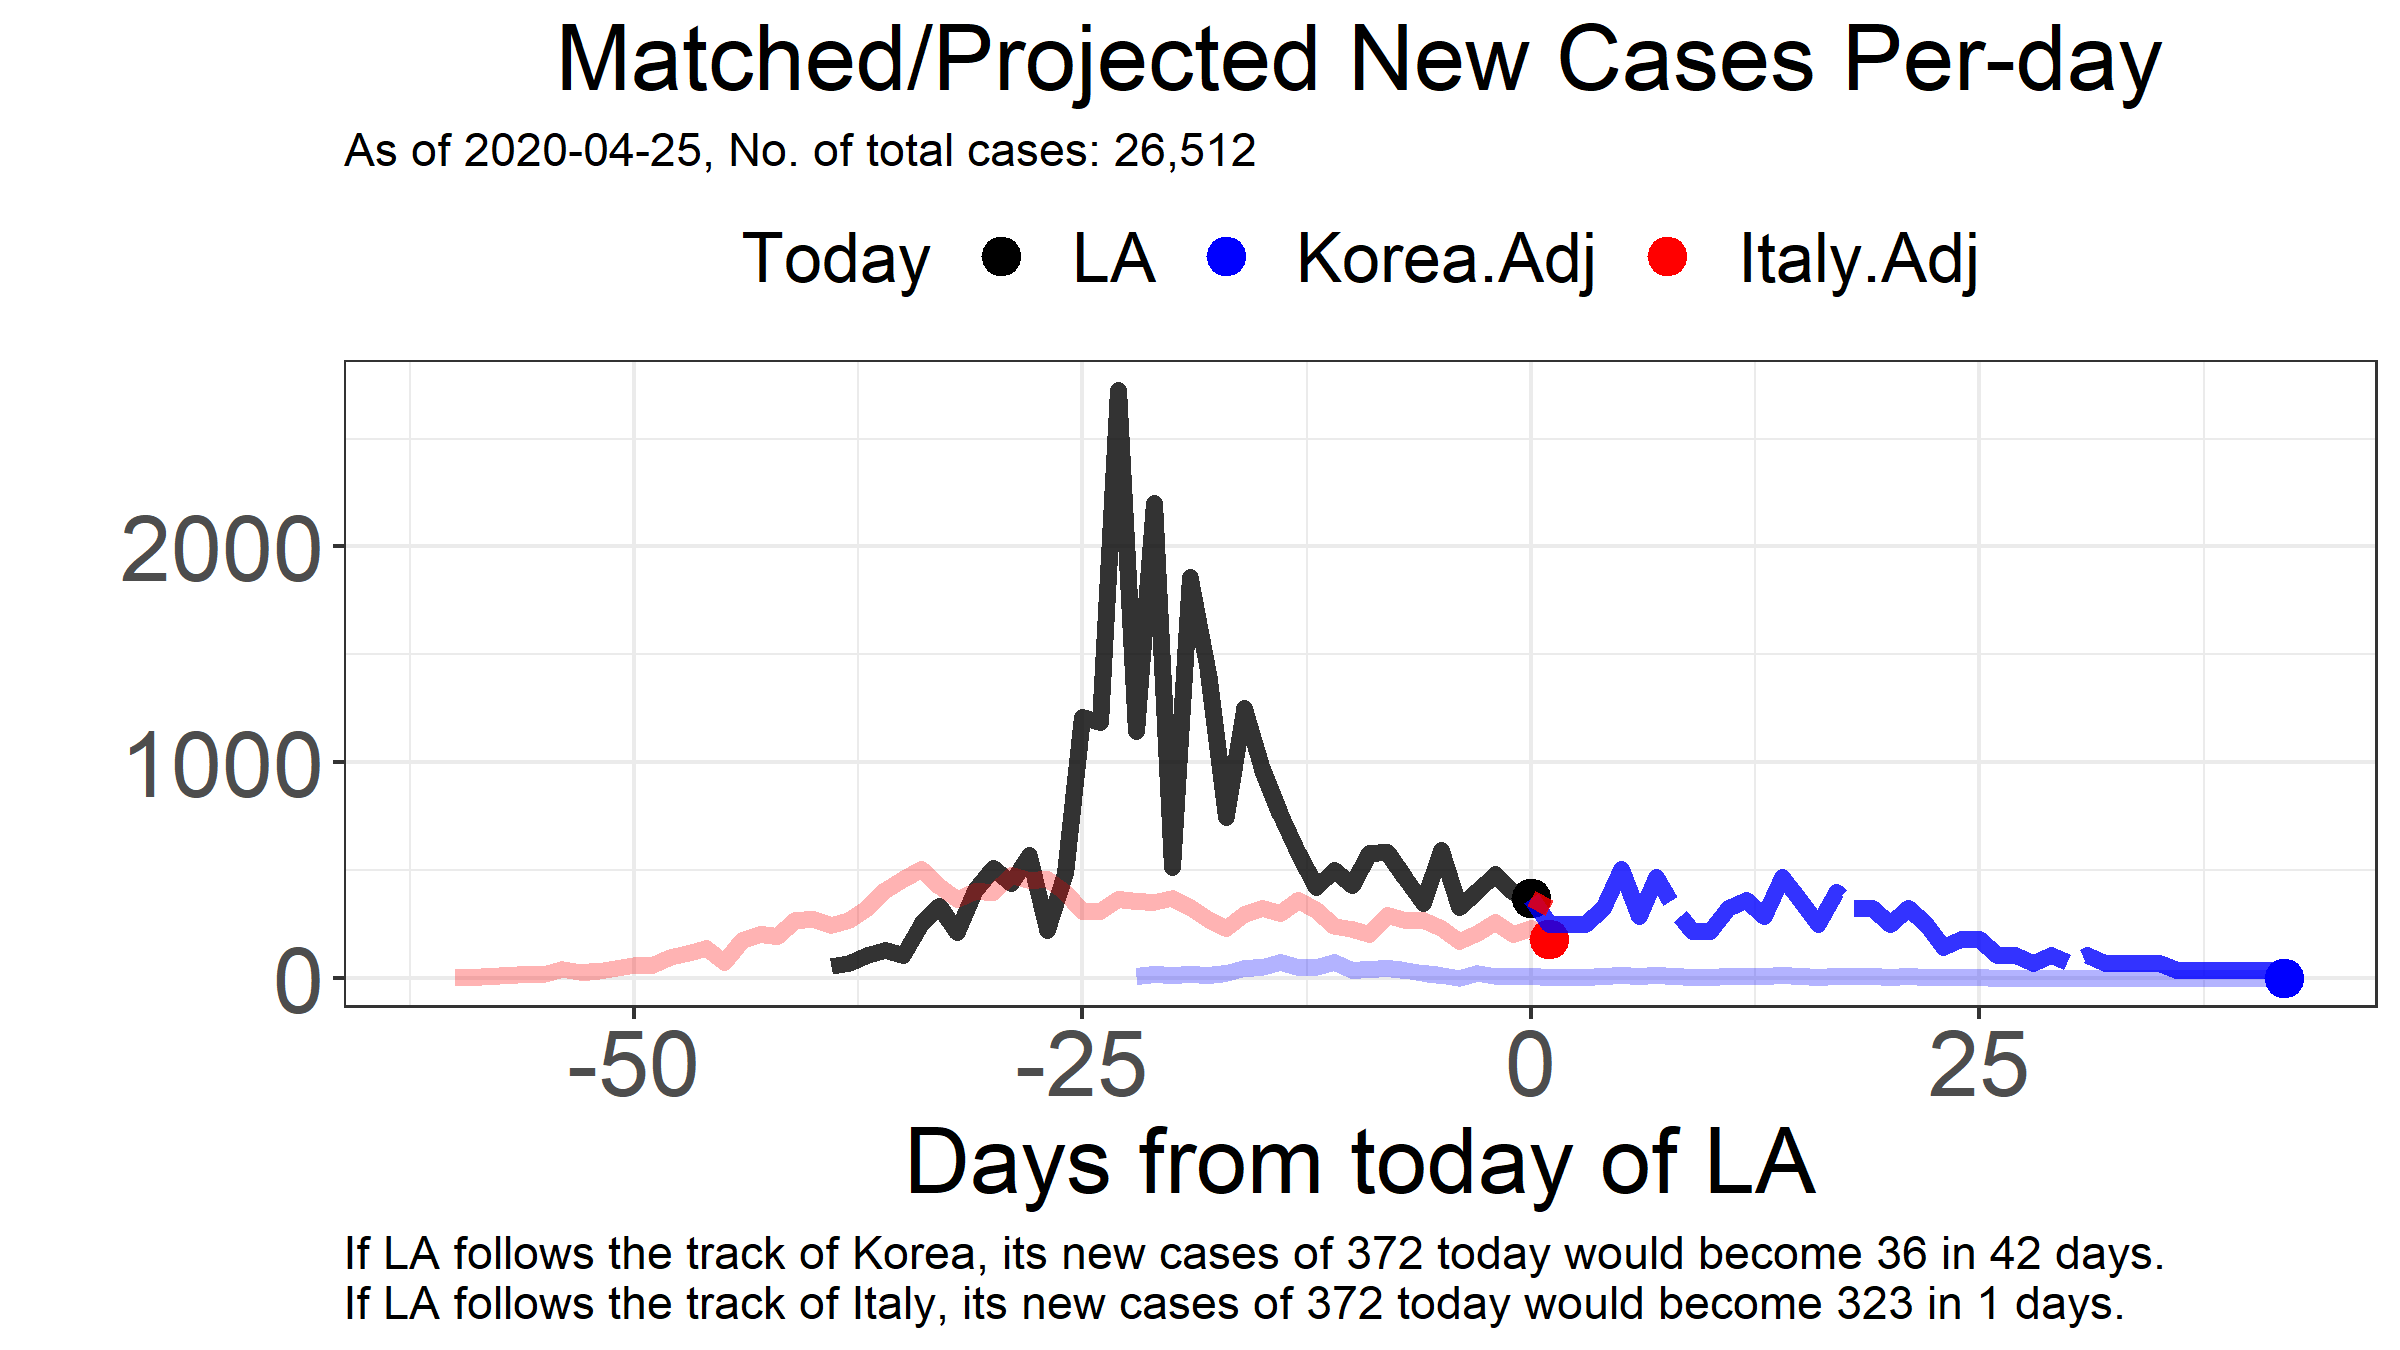 Matched/Projected New Cases Per-day
As of 2020-04-25, No. of total cases: 26,512
Today LA Korea.Adj Italy.Adj
2000
1000
0
-50 -25 0 25
Days from today of LA
If LA follows the track of Korea, its new cases of 372 today would become 36 in 42 days.
If LA follows the track of Italy, its new cases of 372 today would become 323 in 1 days.